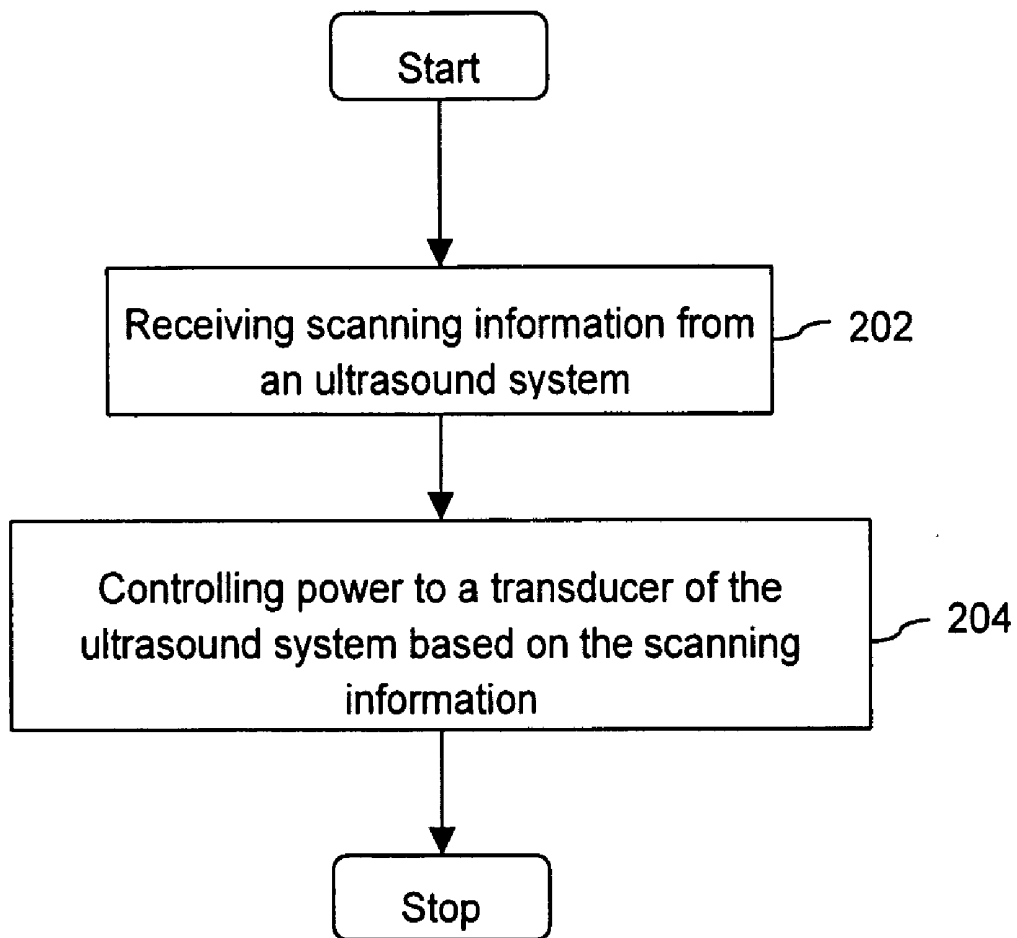 Start
Receiving scanning information from
an ultrasound system
202
Controlling power to a transducer of the
ultrasound system based on the scanning
information
204
Stop